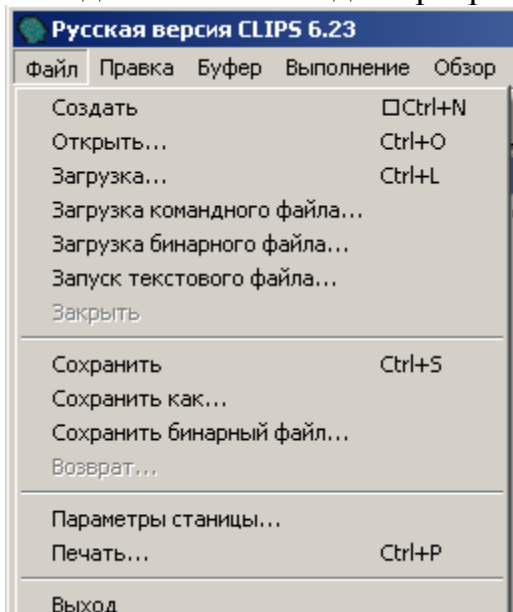 Русская версия CLIPS 6.23
Файл Правка Буфер Выполнение Обзор
Создать □Ctrl+N
Открыть... Ctrl+O
Загрузка... Ctrl+L
Загрузка командного файла...
Загрузка бинарного файла...
Запуск текстового файла...
Закрыть
Сохранить Ctrl+S
Сохранить как...
Сохранить бинарный файл...
Возврат...
Параметры станицы...
Печать... Ctrl+P
Выход